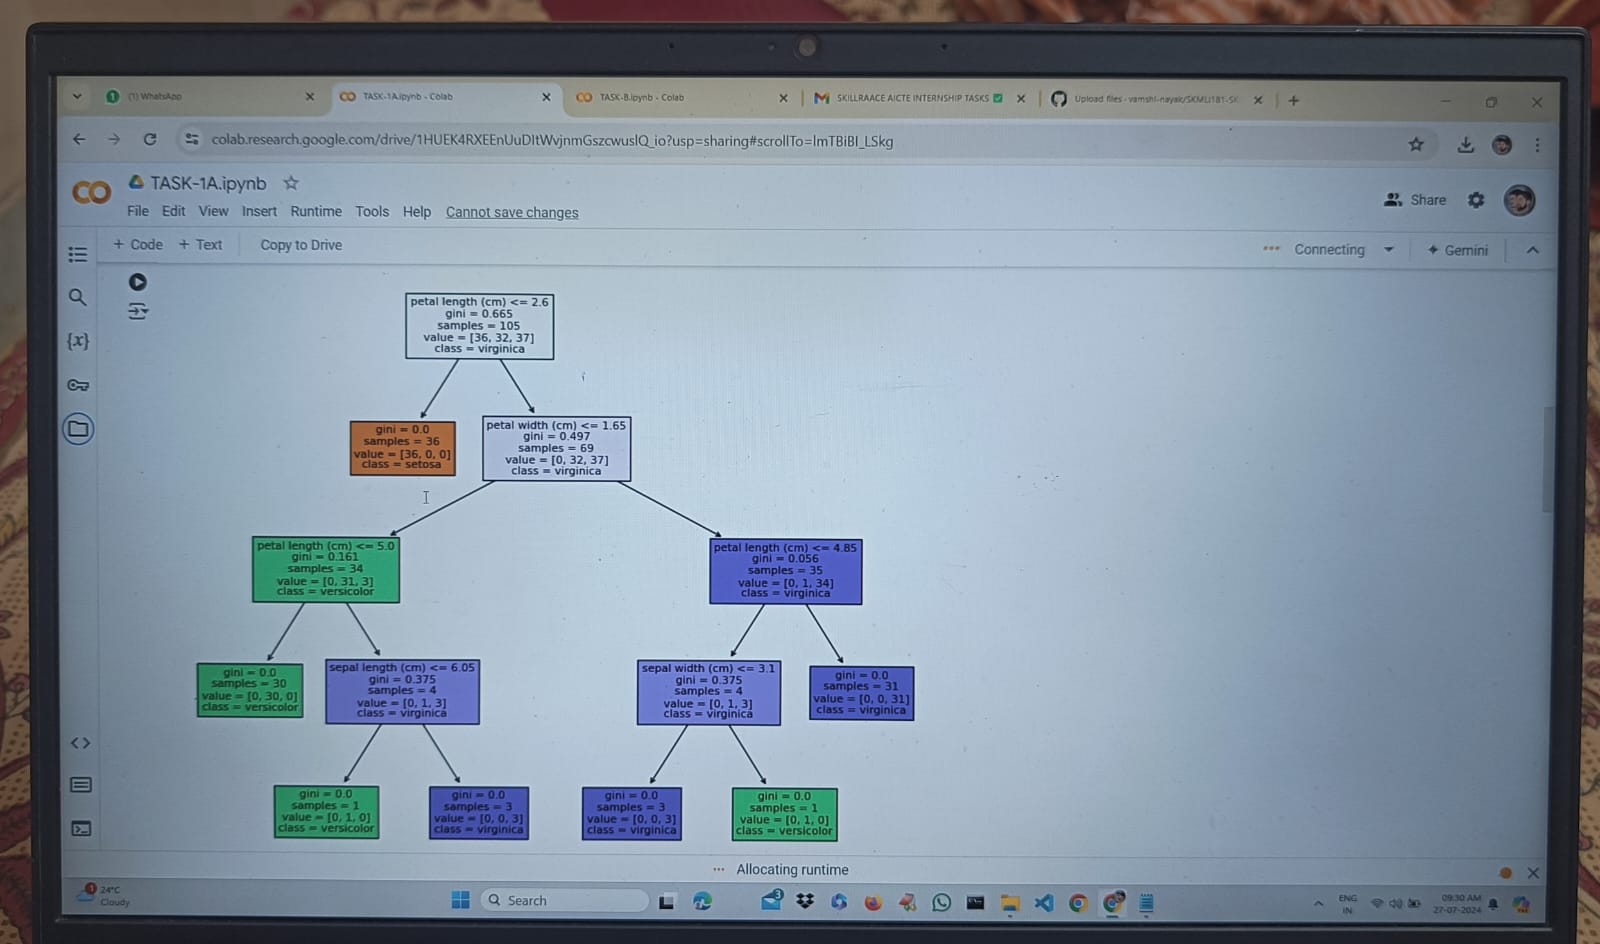 (1) WhatsApp
TASK-1A.ipynb - Colab
TASK-B.ipynb - Colab
SKILLRAACE AICTE INTERNSHIP TASKS
Upload files · vamshi-nayak/SKMLI181-SK
colab.research.google.com/drive/
TASK-1A.ipynb
File Edit View Insert Runtime Tools Help Cannot save changes
Share
+ Code + Text Copy to Drive
Connecting
Gemini
petal length (cm) <= 2.6
gini = 0.665
samples = 105
value = [36, 32, 37]
class = virginica
gini = 0.0
samples = 36
value = [36, 0, 0]
class = setosa
petal width (cm) <= 1.65
gini = 0.497
samples = 69
value = [0, 32, 37]
class = virginica
petal length (cm) <= 5.0
gini = 0.161
samples = 34
value = [0, 31, 3]
class = versicolor
petal length (cm) <= 4.85
gini = 0.056
samples = 35
value = [0, 1, 34]
class = virginica
gini = 0.0
samples = 30
value = [0, 30, 0]
class = versicolor
sepal length (cm) <= 6.05
gini = 0.375
samples = 4
value = [0, 1, 3]
class = virginica
sepal width (cm) <= 3.1
gini = 0.375
samples = 4
value = [0, 1, 3]
class = virginica
gini = 0.0
samples = 31
value = [0, 0, 31]
class = virginica
gini = 0.0
samples = 1
value = [0, 1, 0]
class = versicolor
gini = 0.0
samples = 3
value = [0, 0, 3]
class = virginica
gini = 0.0
samples = 3
value = [0, 0, 3]
class = virginica
gini = 0.0
samples = 1
value = [0, 1, 0]
class = versicolor
Allocating runtime
24°C
Cloudy
Search
ENG
IN
09:30 AM
27-07-2024